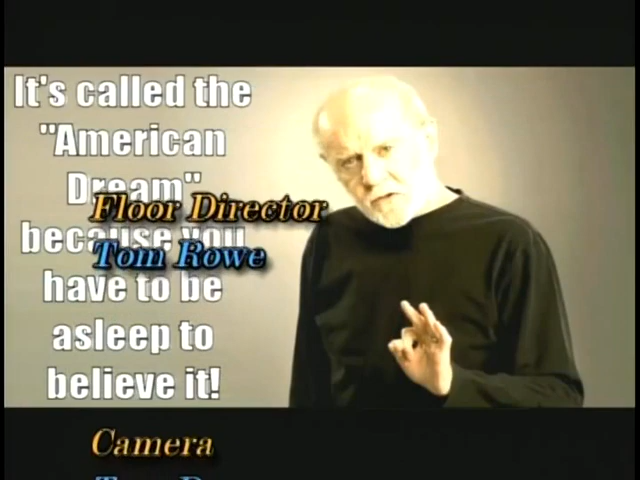 It's called the
"American
Dream"
because you
have to be
asleep to
believe it!
Floor Director
Tom Rowe
Camera